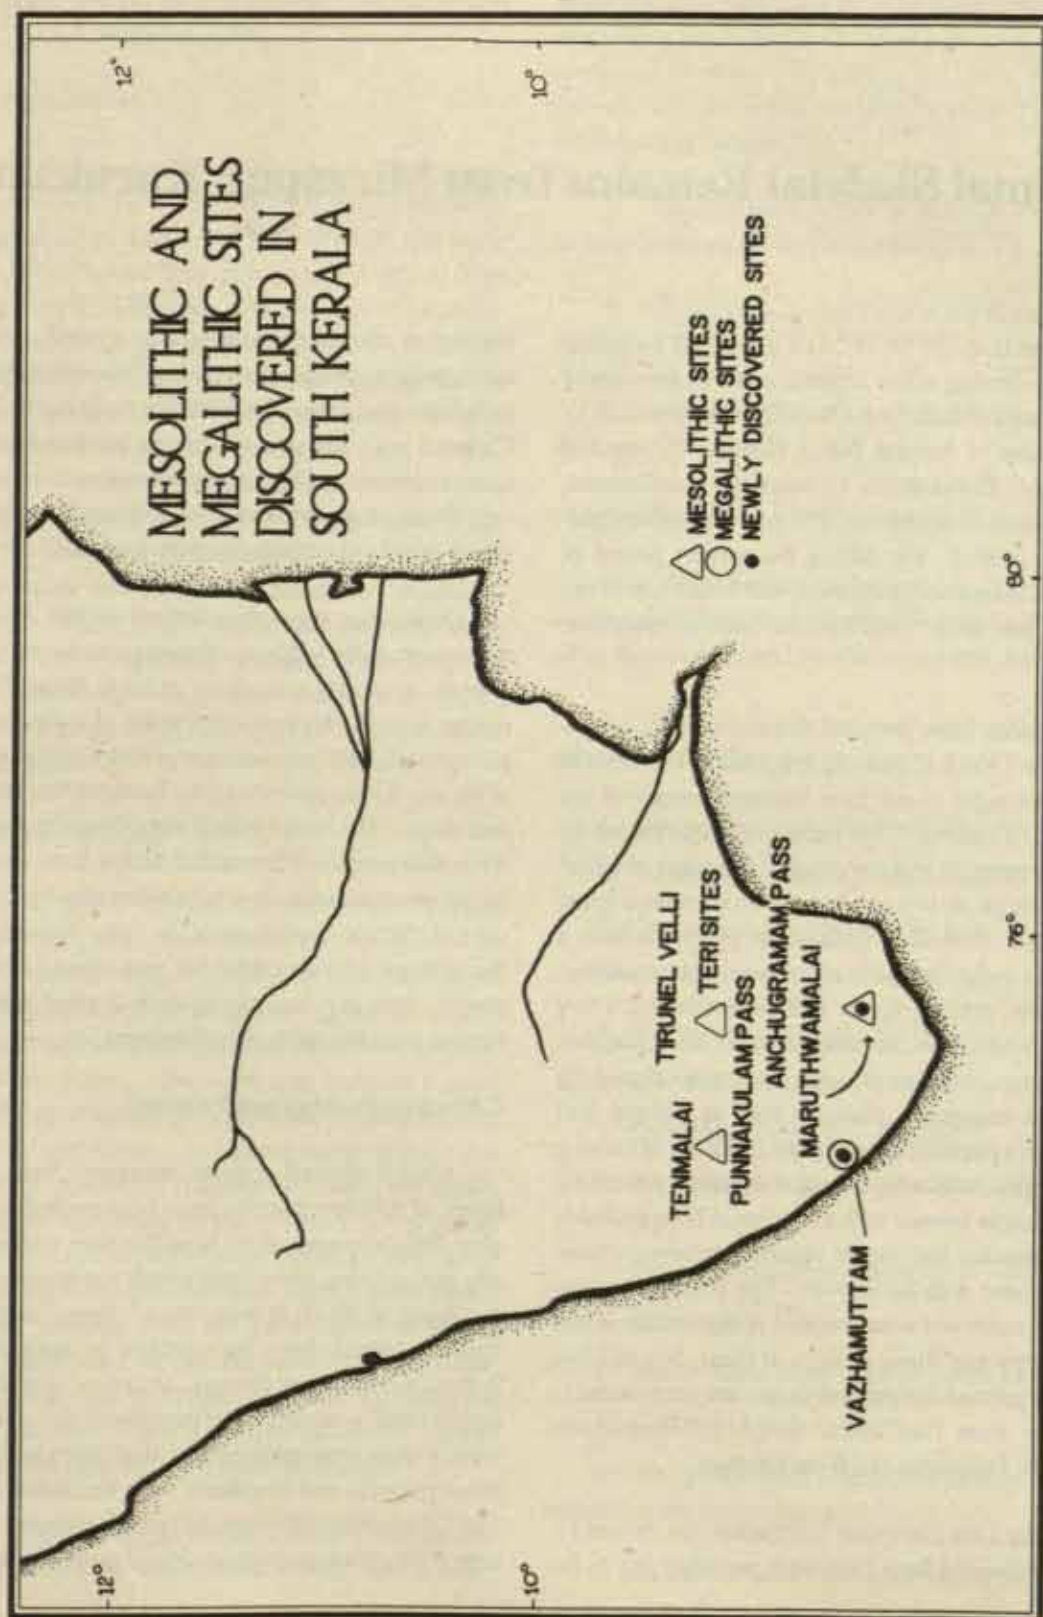 MESOLITHIC AND
MEGALITHIC SITES
DISCOVERED IN
SOUTH KERALA
12°
10°
12°
10°
80°
76°
MESOLITHIC SITES
MEGALITHIC SITES
NEWLY DISCOVERED SITES
TIRUNEL VELLI
TENMALAI
TERI SITES
PUNNAKULAM PASS
ANCHUGRAMAM PASS
MARUTHWAMALAI
VAZHAMUTTAM